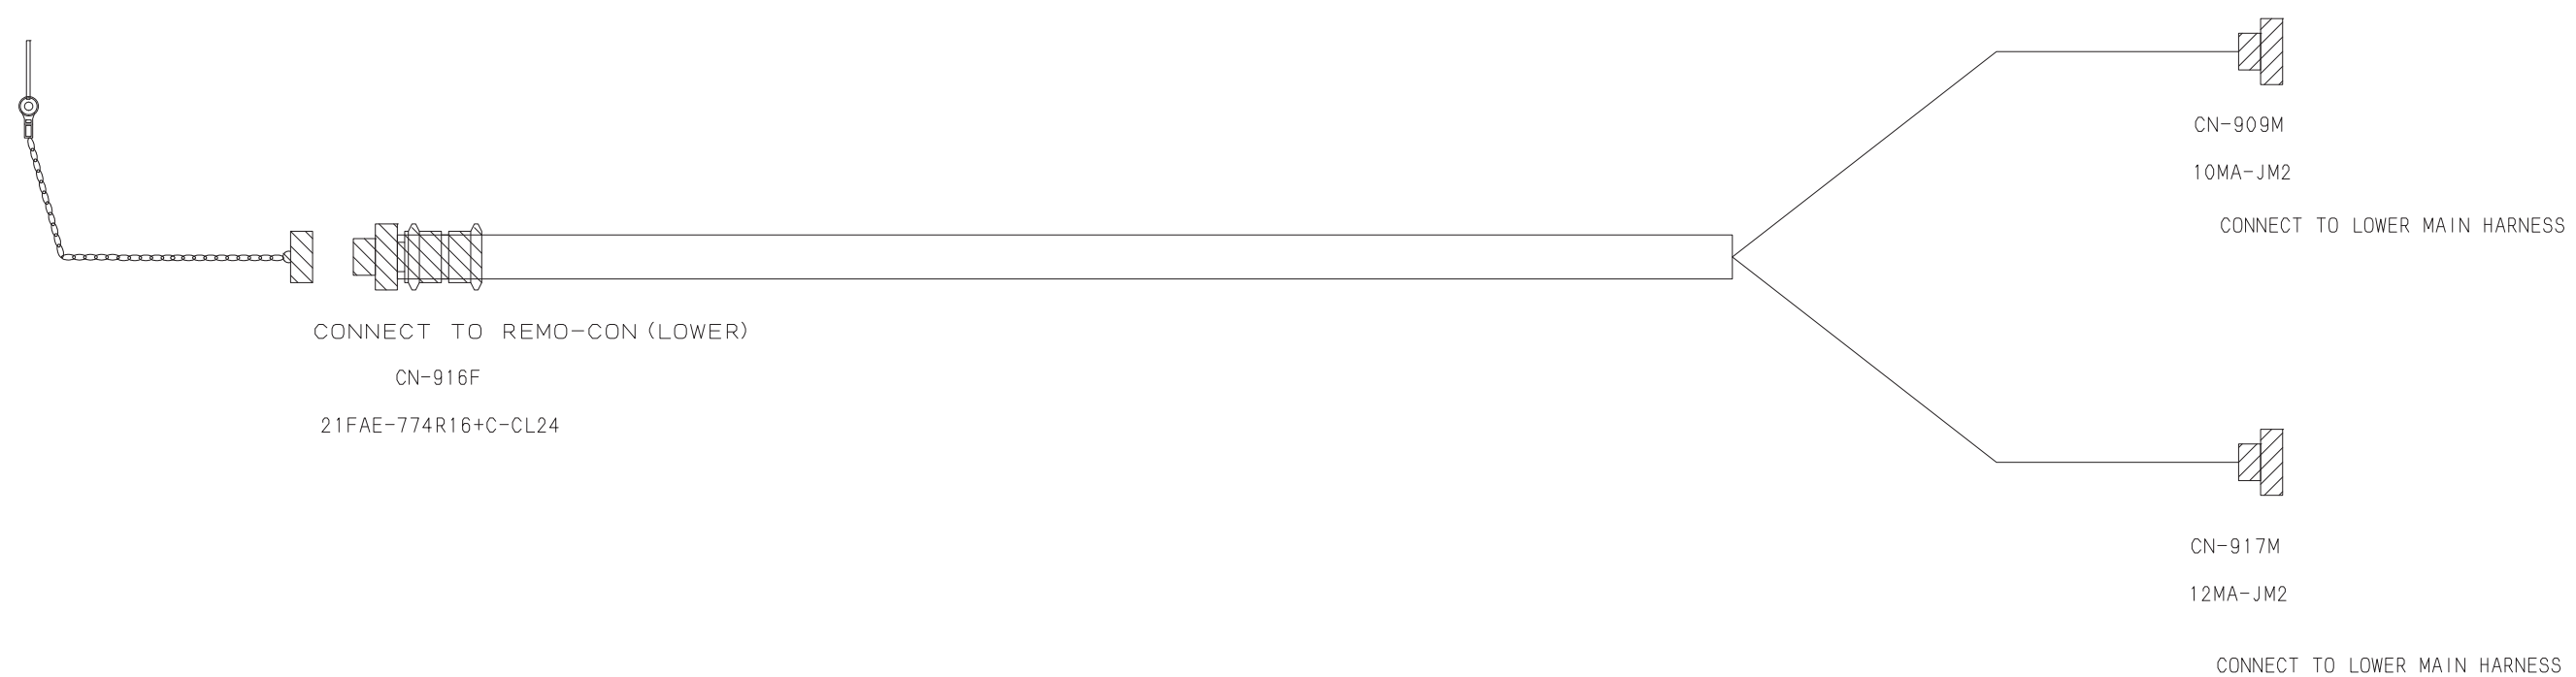 CN-909M
10MA-JM2
CONNECT TO LOWER MAIN HARNESS
CONNECT TO REMO-CON(LOWER)
CN-916F
21FAE-774R16+C-CL24
CN-917M
12MA-JM2
CONNECT TO LOWER MAIN HARNESS